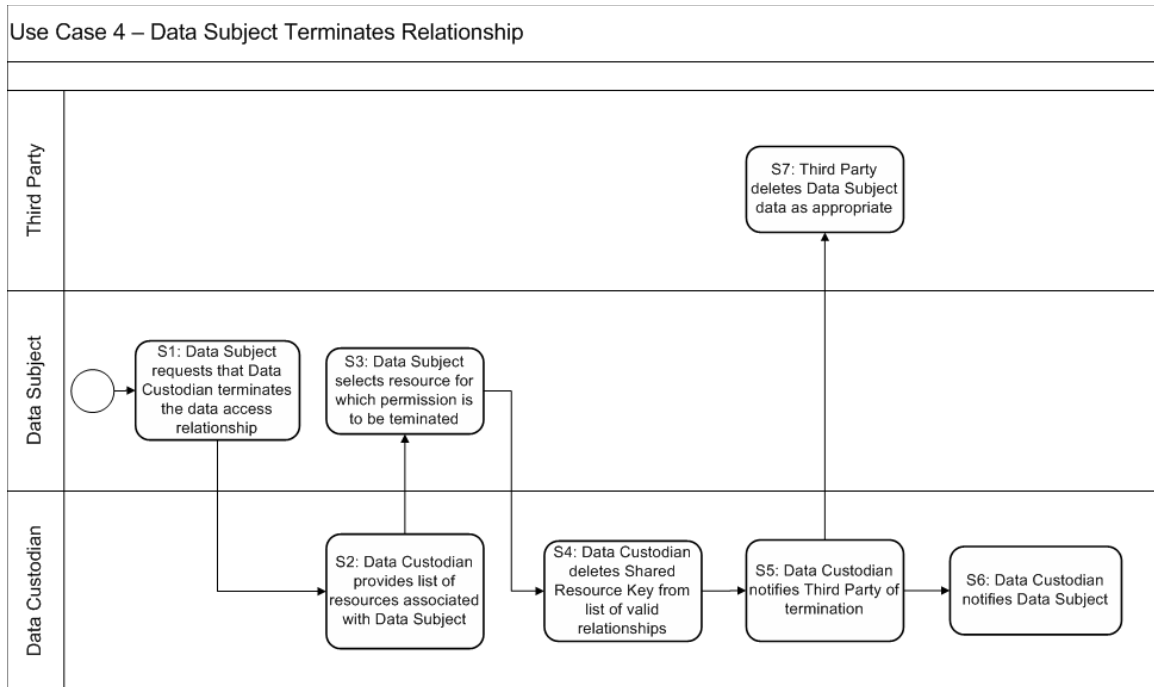 Use Case 4 – Data Subject Terminates Relationship
Third Party
S7: Third Party
deletes Data Subject
data as appropriate
Data Subject
S1: Data Subject
requests that Data
Custodian terminates
the data access
relationship
S3: Data Subject
selects resource for
which permission is
to be teminated
Data Custodian
S2: Data Custodian
provides list of
resources associated
with Data Subject
S4: Data Custodian
deletes Shared
Resource Key from
list of valid
relationships
S5: Data Custodian
notifies Third Party of
termination
S6: Data Custodian
notifies Data Subject